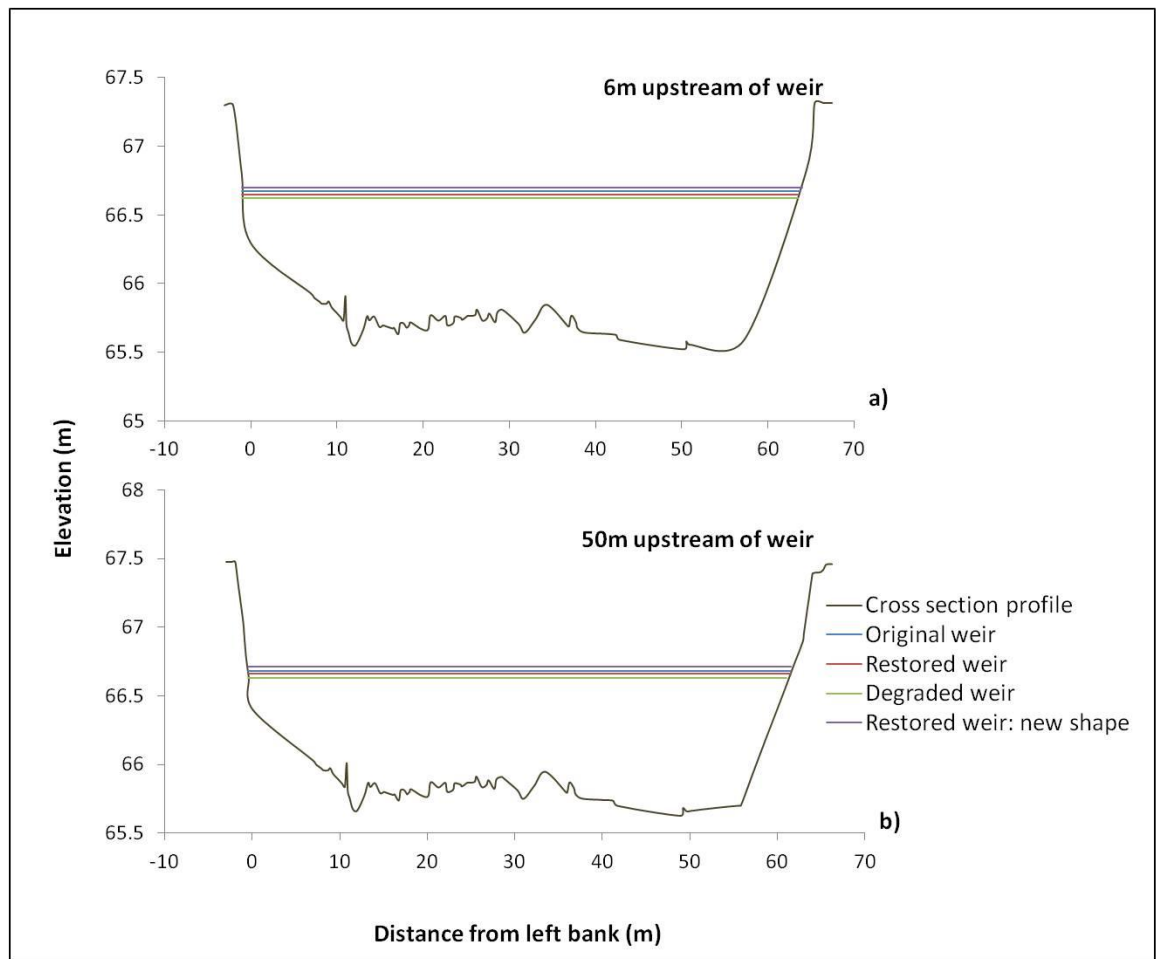 67.5
6m upstream of weir
67
66.5
66
65.5
a)
65
-10 0 10 20 30 40 50 60 70
Elevation (m)
68
50m upstream of weir
67.5
67
66.5
66
65.5
Cross section profile
Original weir
Restored weir
Degraded weir
Restored weir: new shape
b)
-10 0 10 20 30 40 50 60 70
Distance from left bank (m)